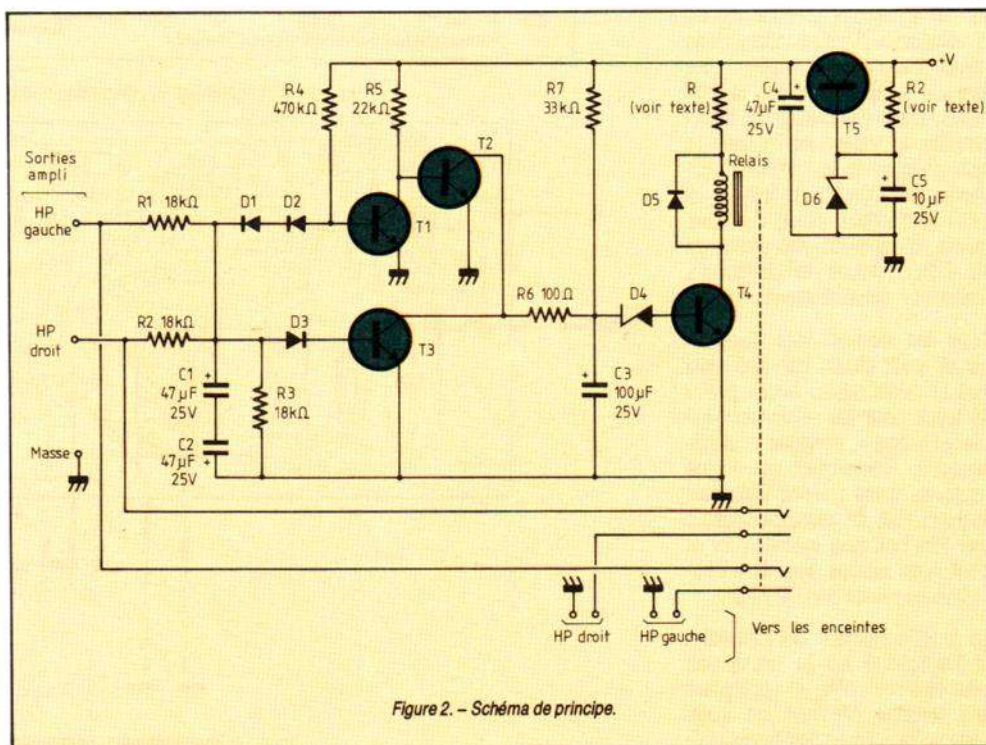 R4
470kΩ
R5
22kΩ
T2
R7
33kΩ
R
(voir texte)
C4
47µF
25V
+
T5
+V
R2
(voir texte)
Sorties
ampli
HP
gauche
R1 18kΩ
D1
D2
T1
D5
Relais
D6
+
C5
10µF
25V
HP
droit
R2 18kΩ
D3
T3
R6 100Ω
D4
T4
+
C1
47µF
25V
R3
18kΩ
+
C3
100µF
25V
C2
47µF
25V
+
Masse
HP droit
HP gauche
Vers les enceintes
Figure 2. – Schéma de principe.